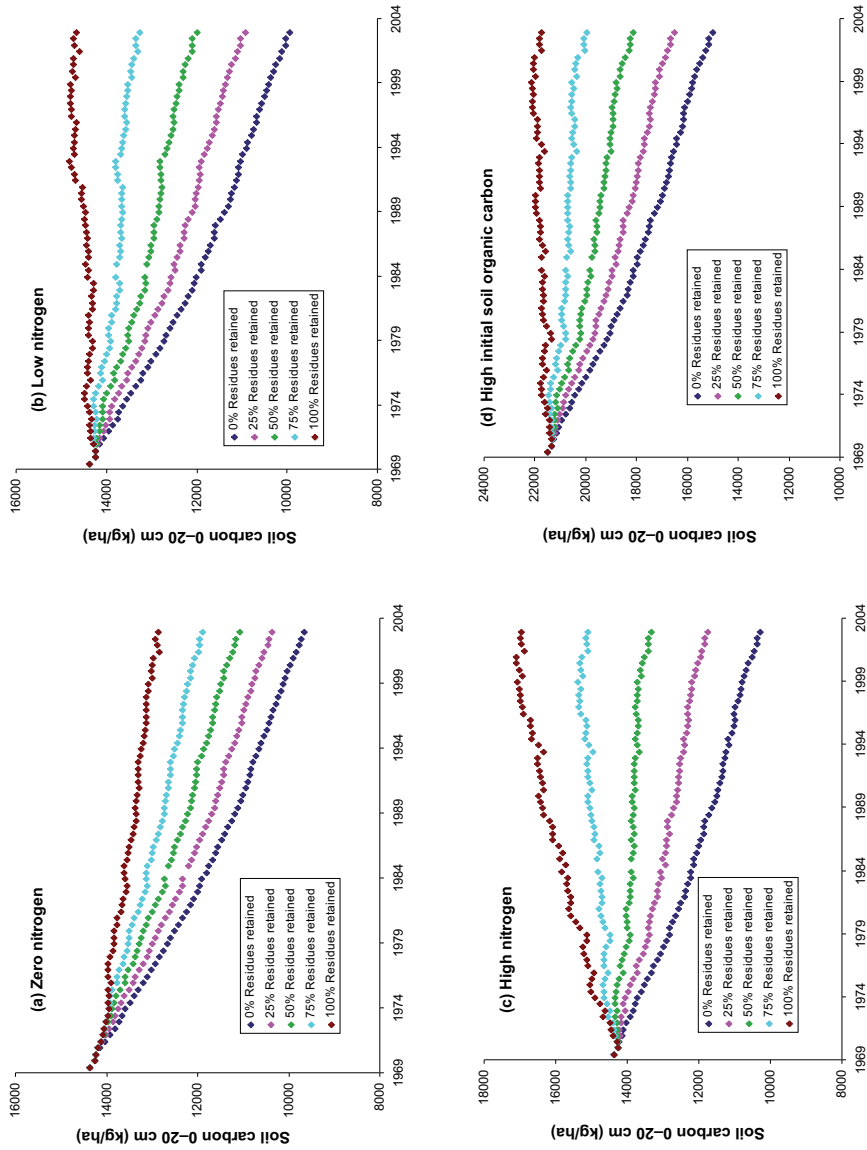 (a) Zero nitrogen
Soil carbon 0–20 cm (kg/ha)
16000
14000
12000
10000
8000
1969
1974
1979
1984
1989
1994
1999
2004
0% Residues retained
25% Residues retained
50% Residues retained
75% Residues retained
100% Residues retained
(b) Low nitrogen
Soil carbon 0–20 cm (kg/ha)
16000
14000
12000
10000
8000
1969
1974
1979
1984
1989
1994
1999
2004
0% Residues retained
25% Residues retained
50% Residues retained
75% Residues retained
100% Residues retained
(c) High nitrogen
Soil carbon 0–20 cm (kg/ha)
18000
16000
14000
12000
10000
8000
1969
1974
1979
1984
1989
1994
1999
2004
0% Residues retained
25% Residues retained
50% Residues retained
75% Residues retained
100% Residues retained
(d) High initial soil organic carbon
Soil carbon 0–20 cm (kg/ha)
24000
22000
20000
18000
16000
14000
12000
10000
1969
1974
1979
1984
1989
1994
1999
2004
0% Residues retained
25% Residues retained
50% Residues retained
75% Residues retained
100% Residues retained